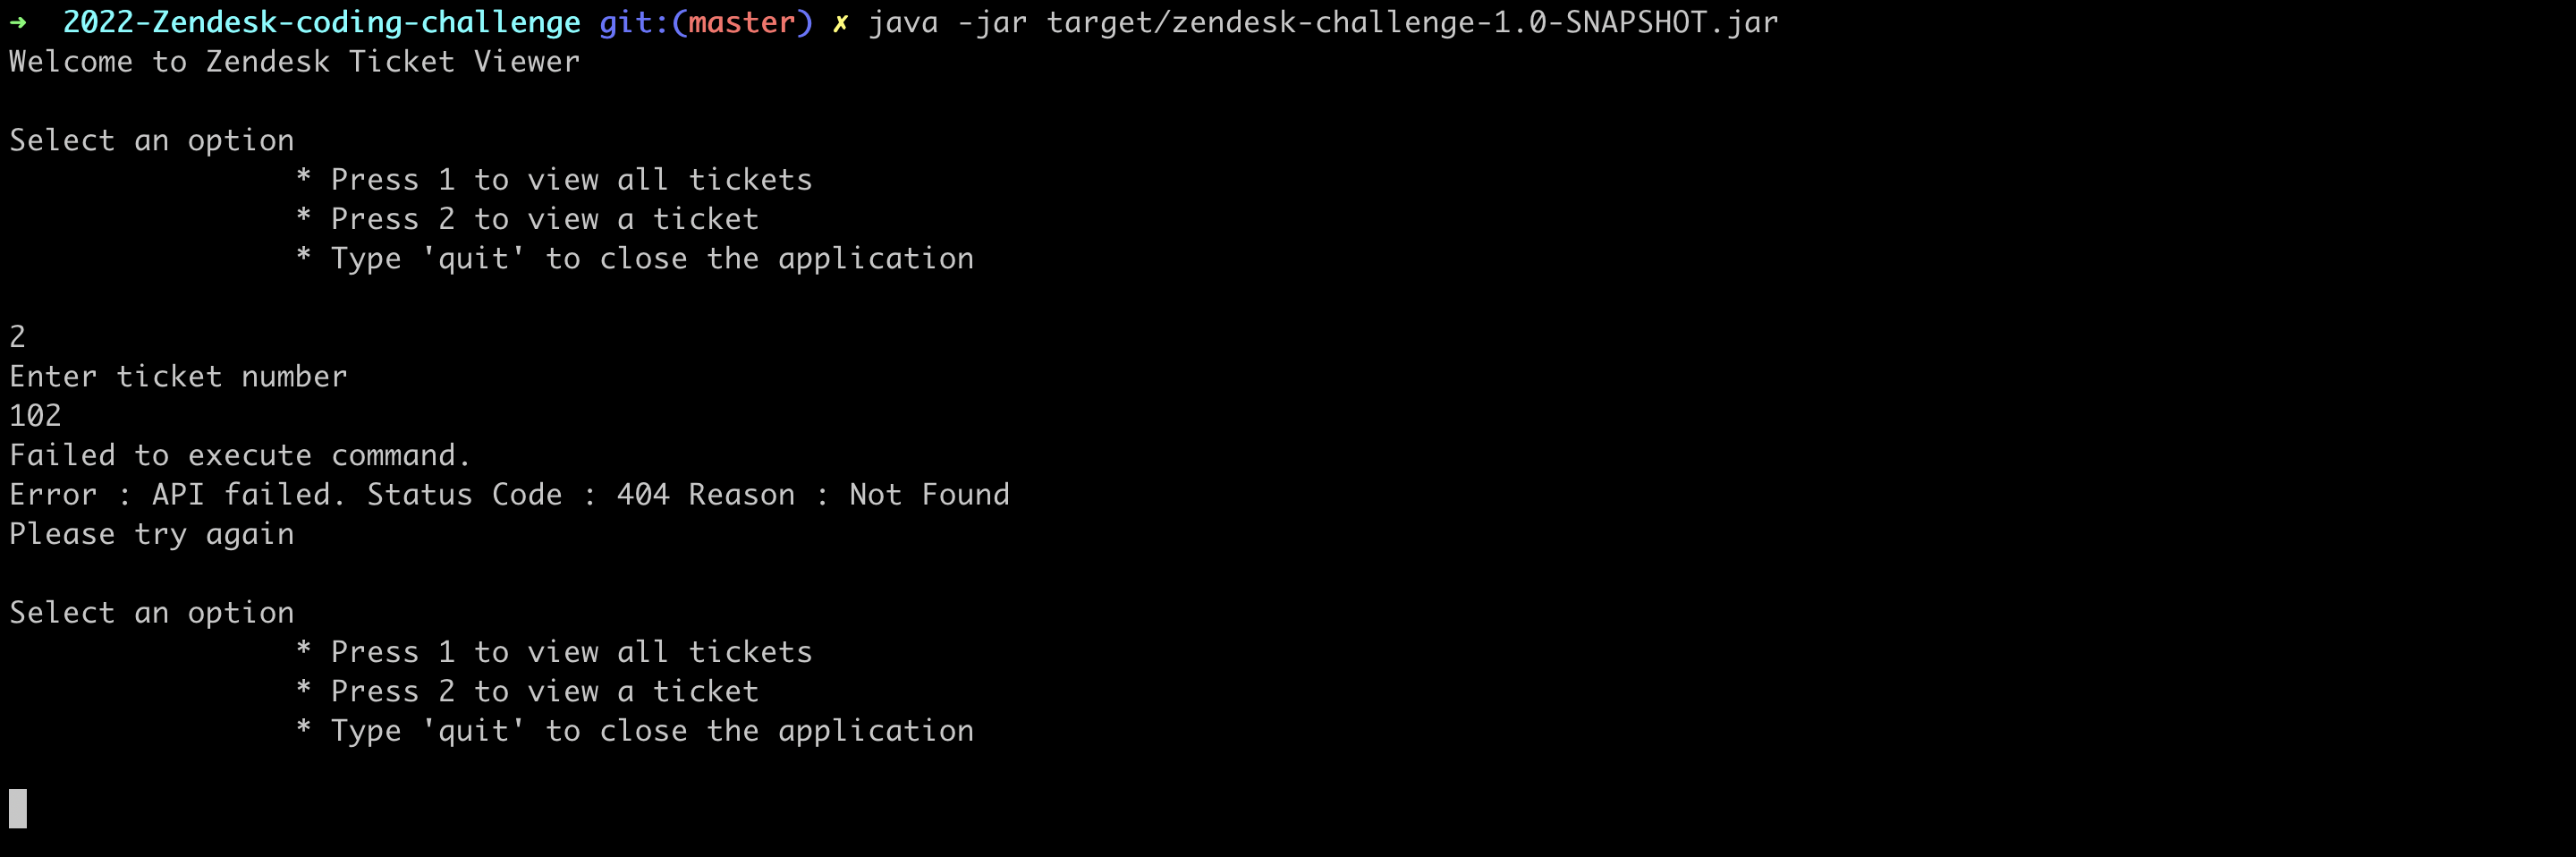 ➜  2022-Zendesk-coding-challenge git:(master) ✗ java -jar target/zendesk-challenge-1.0-SNAPSHOT.jar
Welcome to Zendesk Ticket Viewer
Select an option
* Press 1 to view all tickets
* Press 2 to view a ticket
* Type 'quit' to close the application
2
Enter ticket number
102
Failed to execute command.
Error : API failed. Status Code : 404 Reason : Not Found
Please try again
Select an option
* Press 1 to view all tickets
* Press 2 to view a ticket
* Type 'quit' to close the application